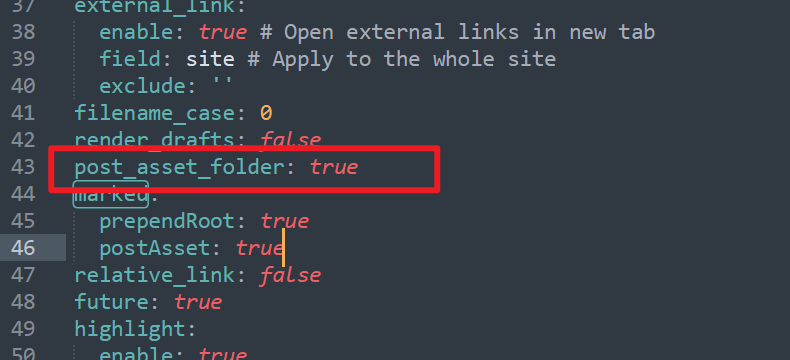 37 external_link:
38 enable: true # Open external links in new tab
39 field: site # Apply to the whole site
40 exclude: ''
41 filename_case: 0
42 render_drafts: false
43 post_asset_folder: true
44 marked:
45 prependRoot: true
46 postAsset: true
47 relative_link: false
48 future: true
49 highlight:
50 enable: true